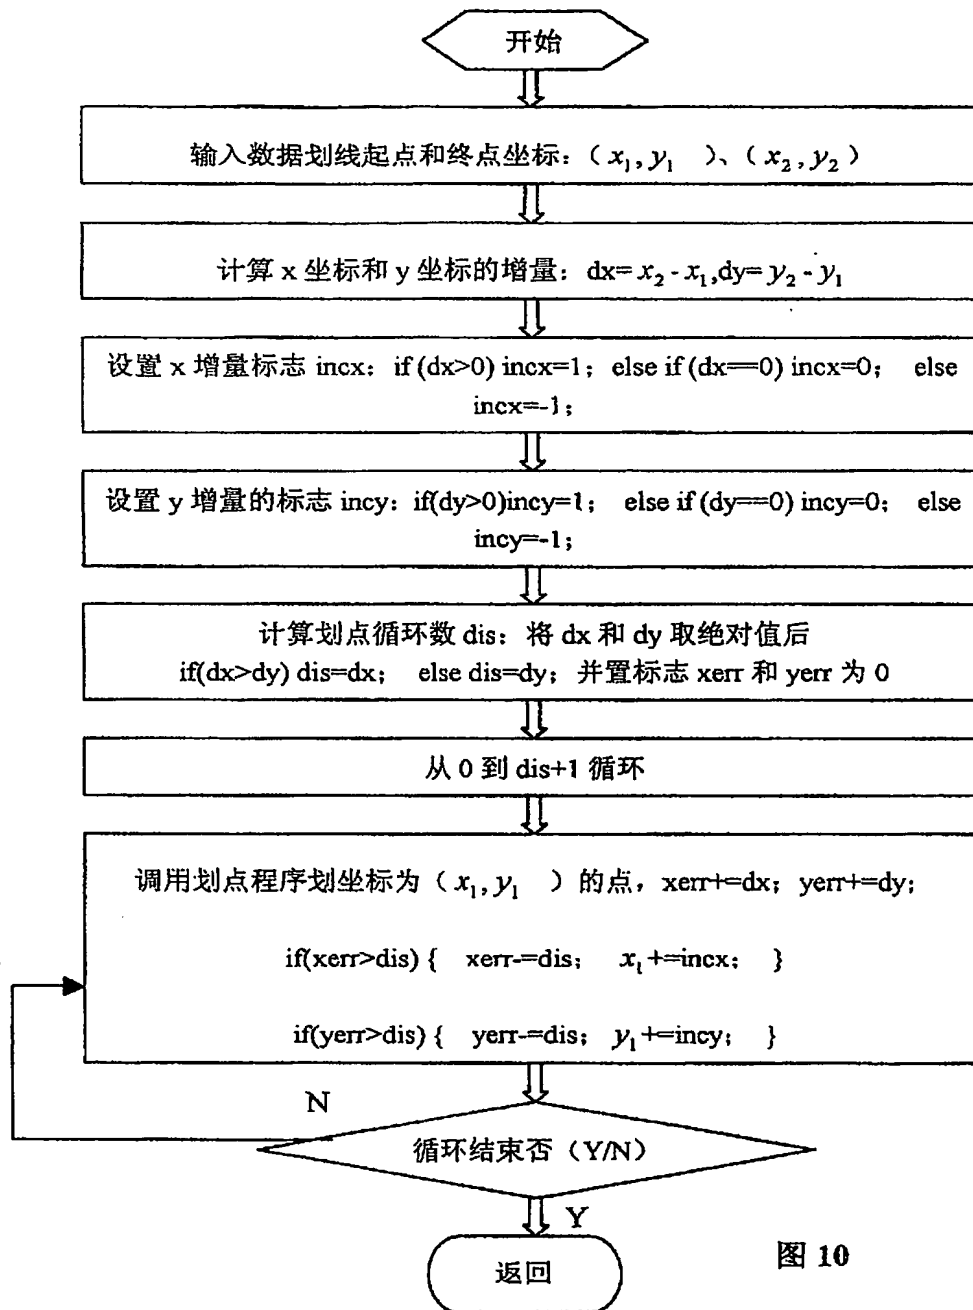 开始
输入数据划线起点和终点坐标：（x₁,y₁ ）、（x₂,y₂）
计算 x 坐标和 y 坐标的增量：dx=x₂-x₁,dy=y₂-y₁
设置 x 增量标志 incx：if (dx>0) incx=1； else if (dx==0) incx=0； else
incx=-1；
设置 y 增量的标志 incy：if(dy>0)incy=1； else if (dy==0) incy=0； else
incy=-1；
计算划点循环数 dis：将 dx 和 dy 取绝对值后
if(dx>dy) dis=dx； else dis=dy；并置标志 xerr 和 yerr 为 0
从 0 到 dis+1 循环
调用划点程序划坐标为（x₁,y₁ ）的点，xerr+=dx；yerr+=dy；
if(xerr>dis) { xerr-=dis； x₁+=incx； }
if(yerr>dis) { yerr-=dis； y₁+=incy； }
N
循环结束否（Y/N）
Y
返回
图 10